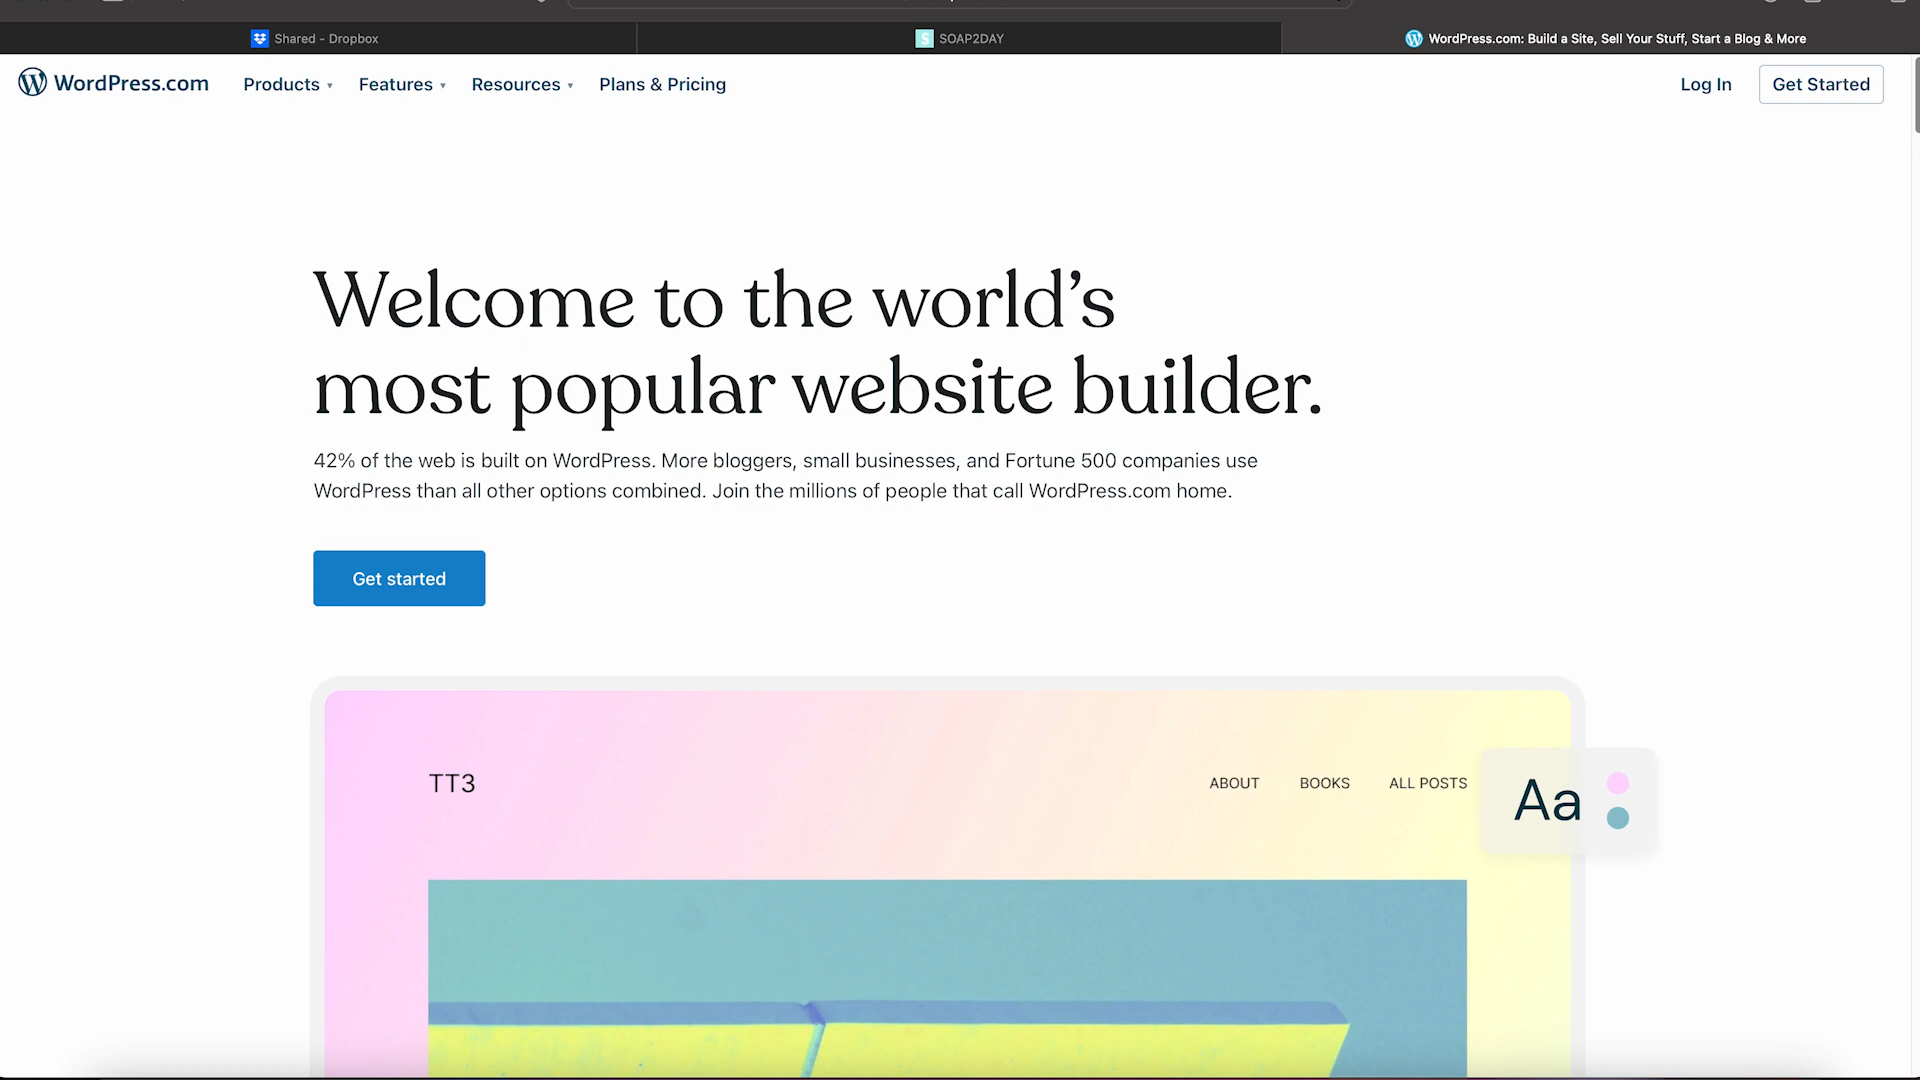 Shared - Dropbox
S SOAP2DAY
WordPress.com: Build a Site, Sell Your Stuff, Start a Blog & More
WordPress.com
Products
Features
Resources
Plans & Pricing
Log In
Get Started
Welcome to the world’s
most popular website builder.
42% of the web is built on WordPress. More bloggers, small businesses, and Fortune 500 companies use
WordPress than all other options combined. Join the millions of people that call WordPress.com home.
Get started
TT3
ABOUT
BOOKS
ALL POSTS
Aa